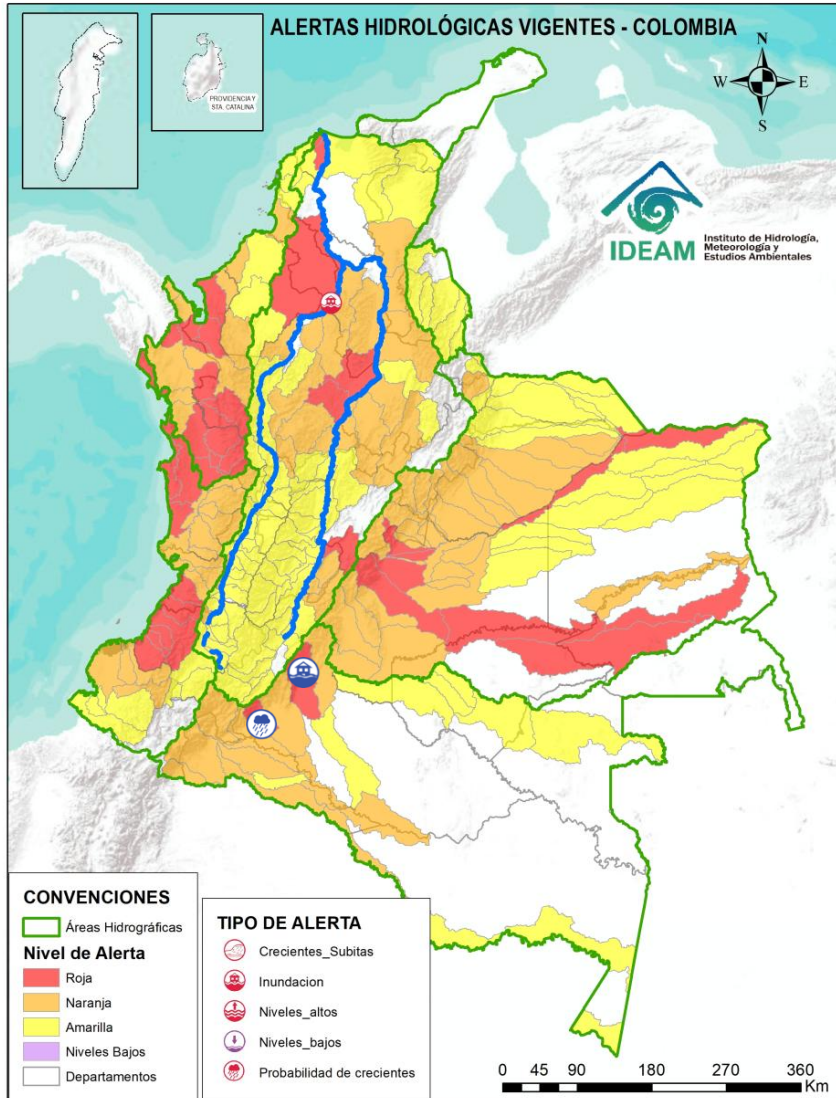 ALERTAS HIDROLÓGICAS VIGENTES - COLOMBIA
PROVIDENCIA Y
STA. CATALINA
N
W
E
S
IDEAM
Instituto de Hidrología,
Meteorología y
Estudios Ambientales
CONVENCIONES
Áreas Hidrográficas
Nivel de Alerta
Roja
Naranja
Amarilla
Niveles Bajos
Departamentos
TIPO DE ALERTA
Crecientes_Subitas
Inundacion
Niveles_altos
Niveles_bajos
Probabilidad de crecientes
0 45 90 180 270 360
Km